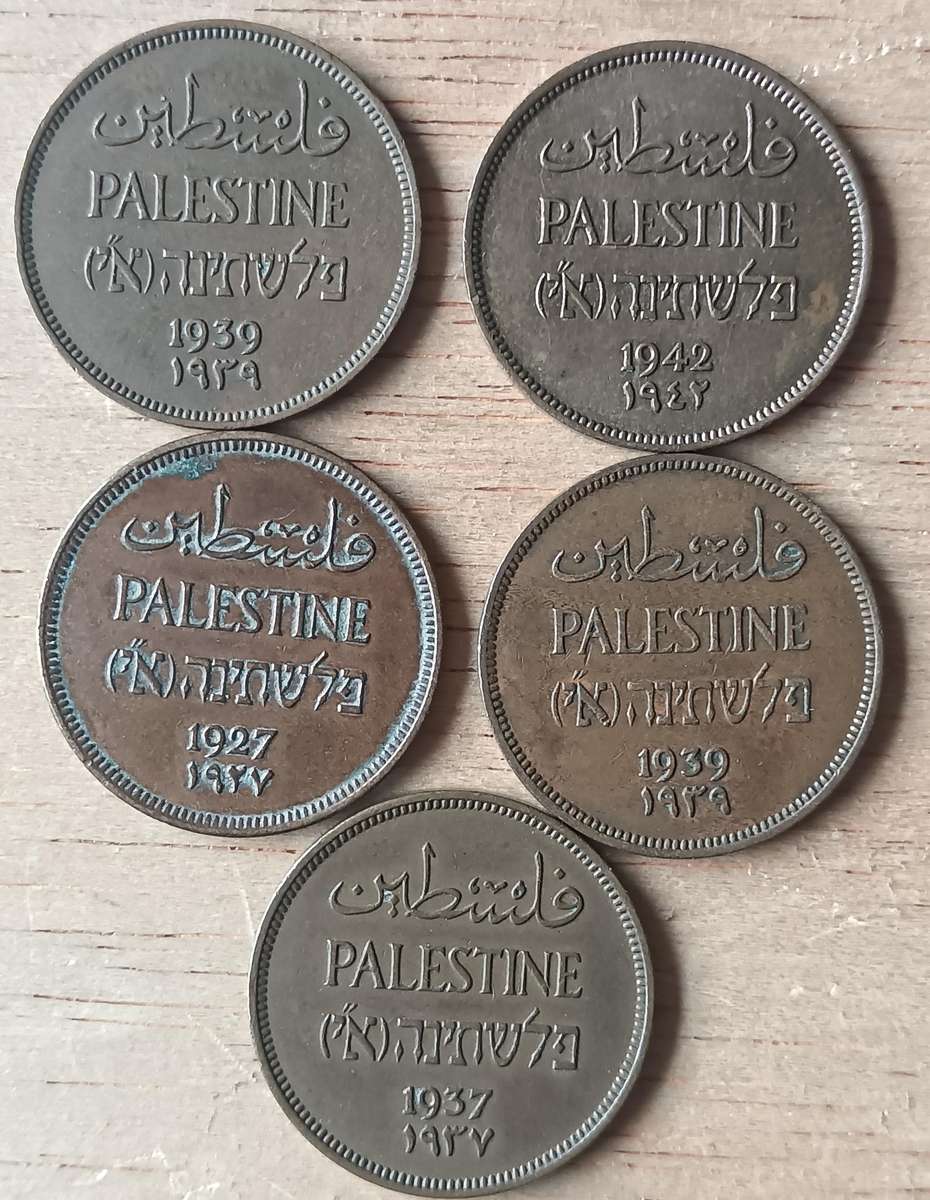 فلسطين
PALESTINE
פלשתינה (א״י)
1939
١٩٣٩
فلسطين
PALESTINE
פלשתינה (א״י)
1942
١٩٤٢
فلسطين
PALESTINE
פלשתינה (א״י)
1927
١٩٢٧
فلسطين
PALESTINE
פלשתינה (א״י)
1939
١٩٣٩
فلسطين
PALESTINE
פלשתינה (א״י)
1937
١٩٣٧